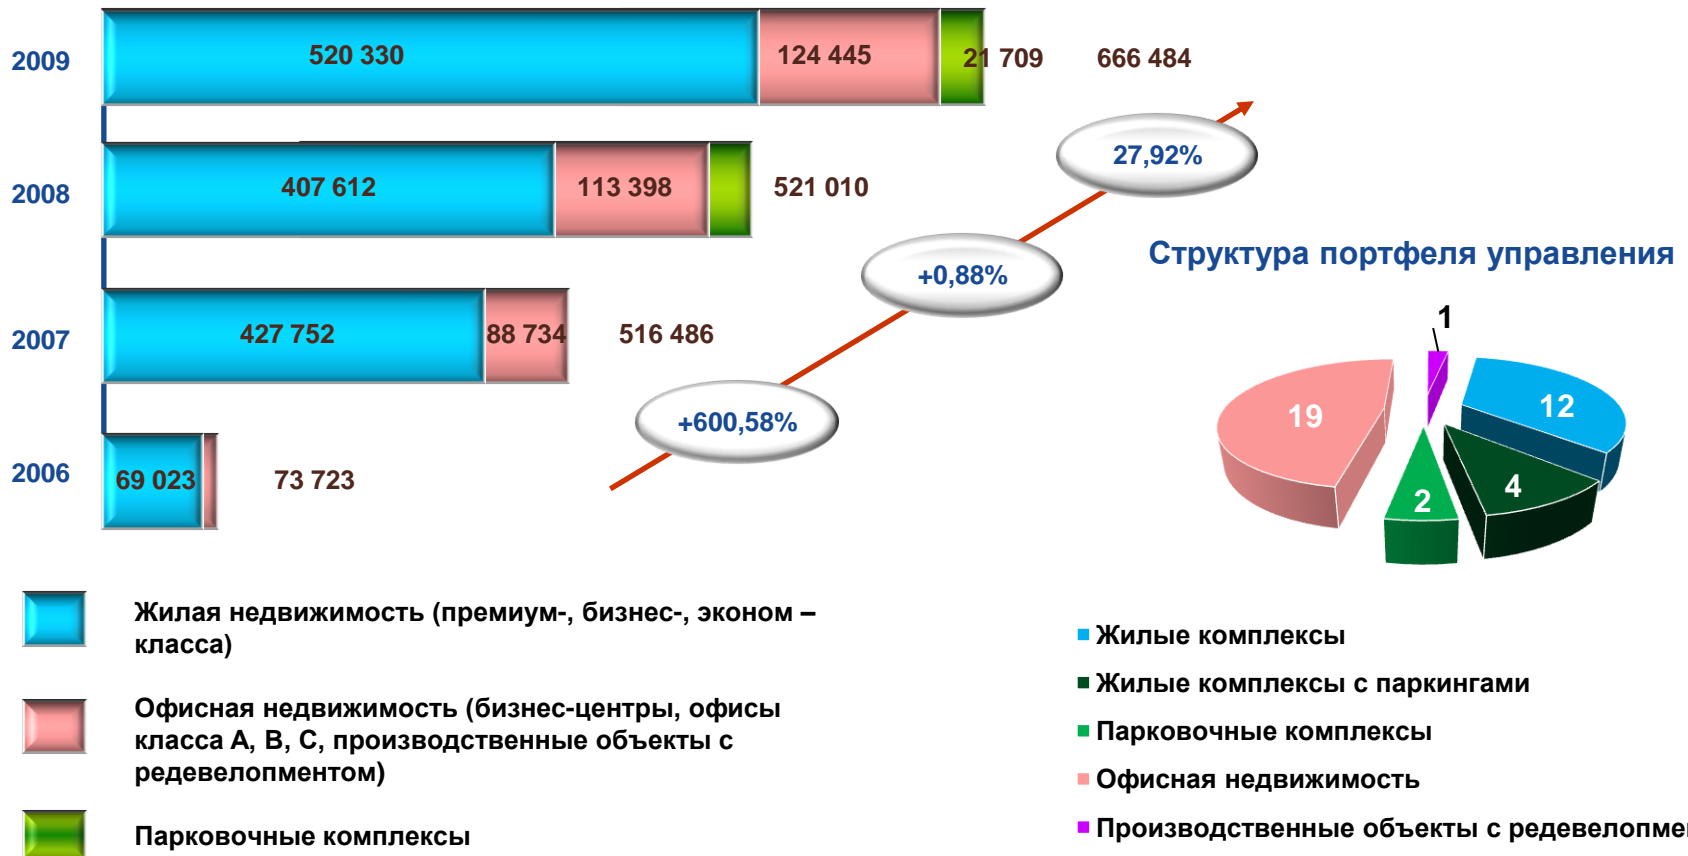 2009
520 330
124 445
21 709
666 484
27,92%
2008
407 612
113 398
521 010
+0,88%
Структура портфеля управления
2007
427 752
88 734
516 486
+600,58%
2006
69 023
73 723
1
12
19
4
2
Жилая недвижимость (премиум-, бизнес-, эконом –
класса)
Офисная недвижимость (бизнес-центры, офисы
класса А, В, С, производственные объекты с
редевелопментом)
Парковочные комплексы
Жилые комплексы
Жилые комплексы с паркингами
Парковочные комплексы
Офисная недвижимость
Производственные объекты с редевелопме